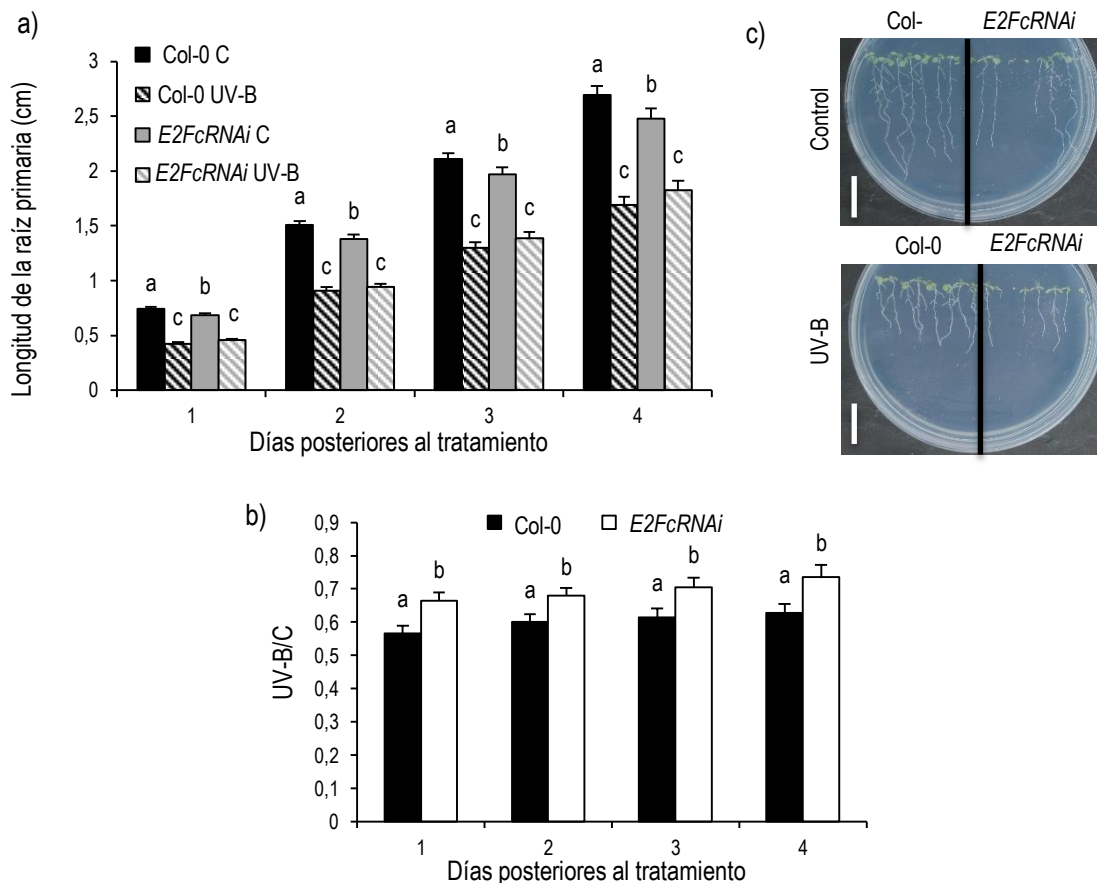 a)
Col-0 C
Col-0 UV-B
E2FcRNAi C
E2FcRNAi UV-B
Longitud de la raíz primaria (cm)
3
2,5
2
1,5
1
0,5
0
a
c
b
c
a
c
b
c
a
c
b
c
a
c
b
c
1 2 3 4
Días posteriores al tratamiento
c)
Col- E2FcRNAi
Control
Col-0 E2FcRNAi
UV-B
b)
Col-0 E2FcRNAi
UV-B/C
0,9
0,8
0,7
0,6
0,5
0,4
0,3
0,2
0,1
0
a b a b a b a b
1 2 3 4
Días posteriores al tratamiento